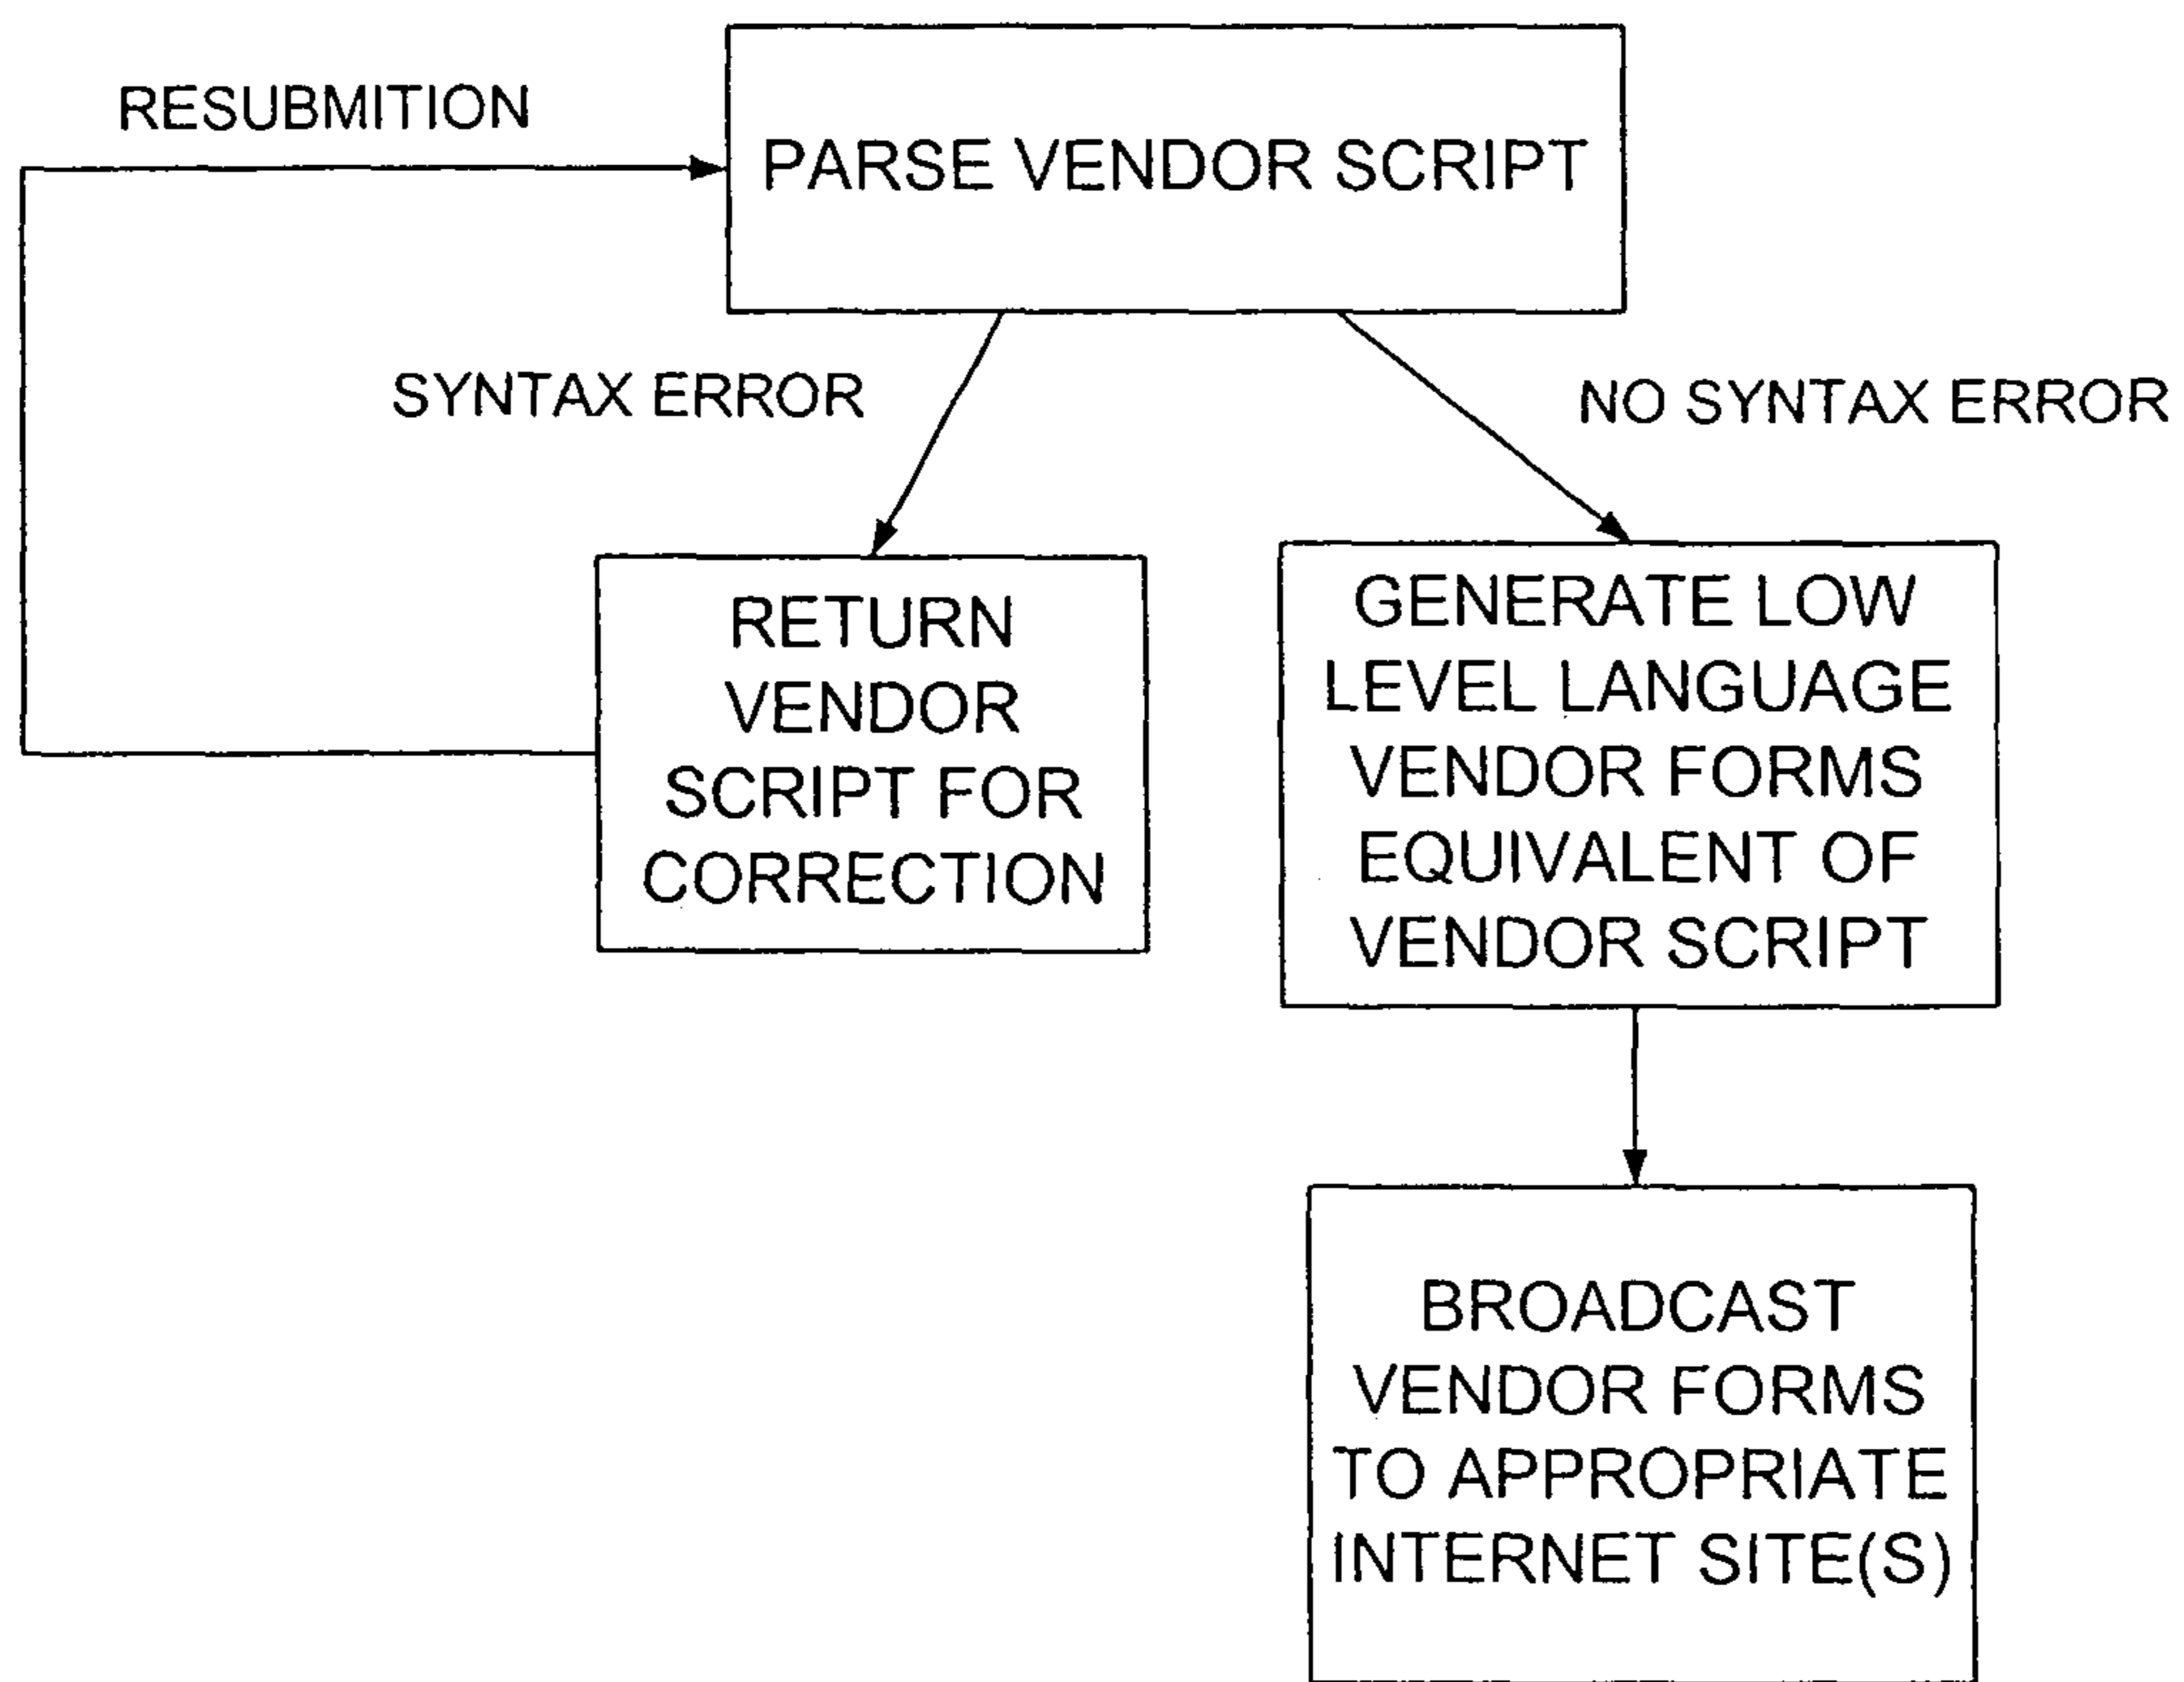 RESUBMITION
PARSE VENDOR SCRIPT
SYNTAX ERROR
NO SYNTAX ERROR
RETURN
VENDOR
SCRIPT FOR
CORRECTION
GENERATE LOW
LEVEL LANGUAGE
VENDOR FORMS
EQUIVALENT OF
VENDOR SCRIPT
BROADCAST
VENDOR FORMS
TO APPROPRIATE
INTERNET SITE(S)